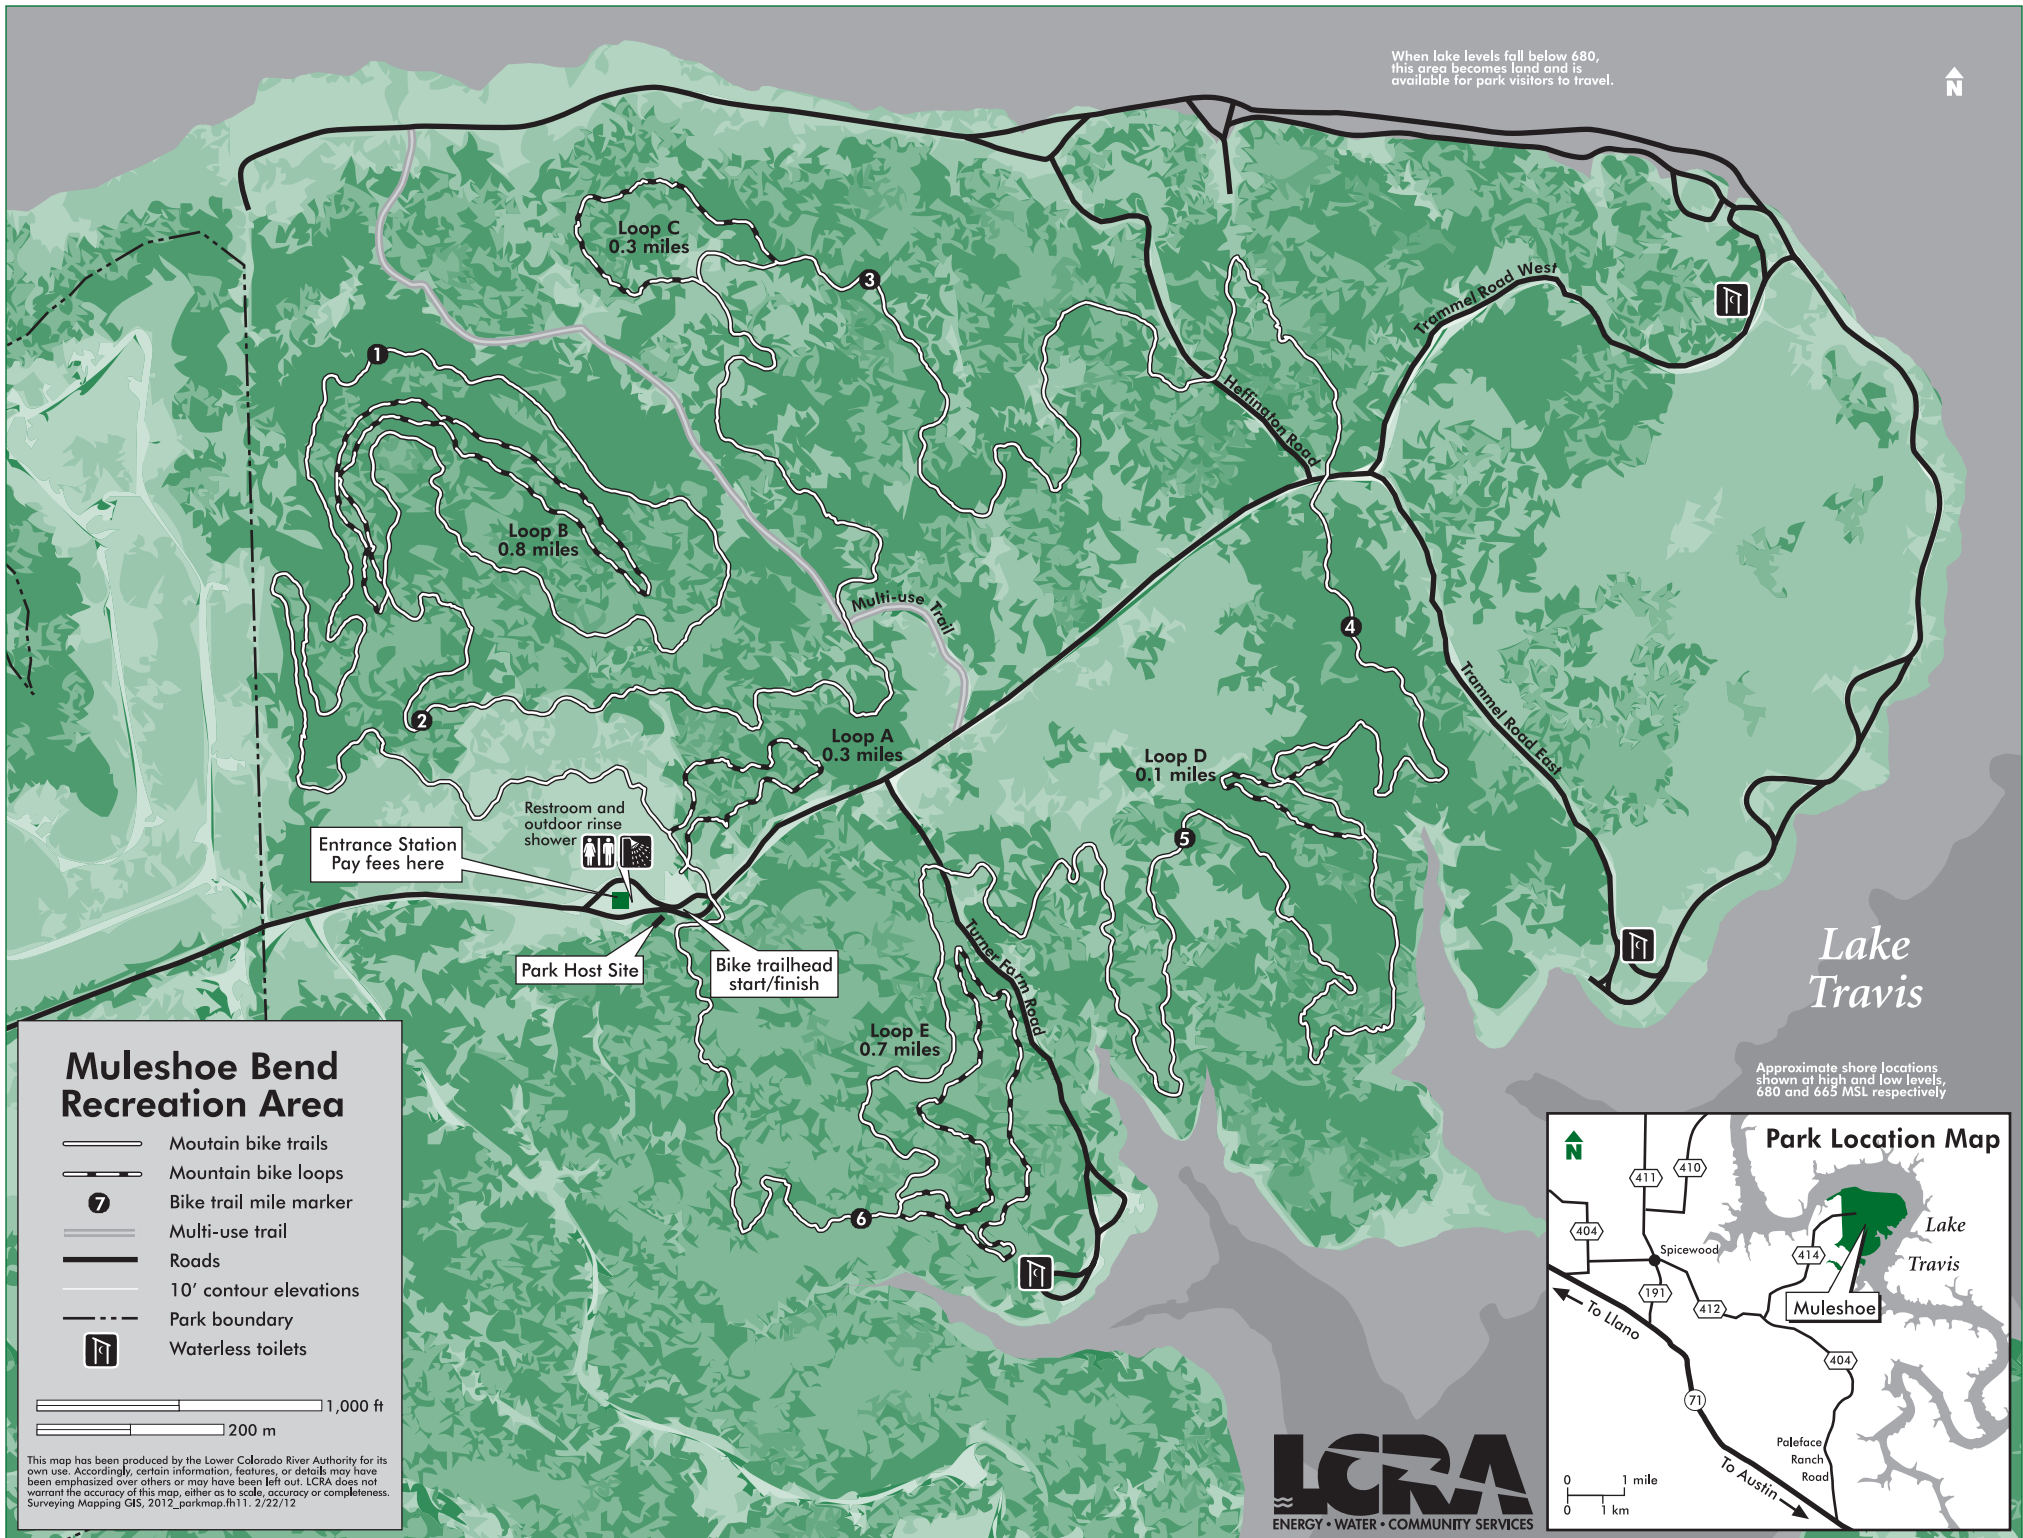 When lake levels fall below 680,
this area becomes land and is
available for park visitors to travel.
N
Loop C
0.3 miles
3
Trammel Road West
1
Heffington Road
Loop B
0.8 miles
Multi-use Trail
4
2
Trammel Road East
Loop A
0.3 miles
Loop D
0.1 miles
Restroom and
outdoor rinse
shower
5
Entrance Station
Pay fees here
Park Host Site
Bike trailhead
start/finish
Turner Farm Road
Lake
Travis
Loop E
0.7 miles
6
Approximate shore locations
shown at high and low levels,
680 and 665 MSL respectively
Muleshoe Bend
Recreation Area
Moutain bike trails
Mountain bike loops
7 Bike trail mile marker
Multi-use trail
Roads
10' contour elevations
Park boundary
Waterless toilets
1,000 ft
200 m
This map has been produced by the Lower Colorado River Authority for its
own use. Accordingly, certain information, features, or details may have
been emphasized over others or may have been left out. LCRA does not
warrant the accuracy of this map, either as to scale, accuracy or completeness.
Surveying Mapping GIS, 2012_parkmap.fh11. 2/22/12
LCRA
ENERGY • WATER • COMMUNITY SERVICES
Park Location Map
N
411
410
404
Spicewood
Lake
Travis
414
191
412
Muleshoe
To Llano
404
71
Paleface
Ranch
Road
To Austin
0 1 mile
0 1 km